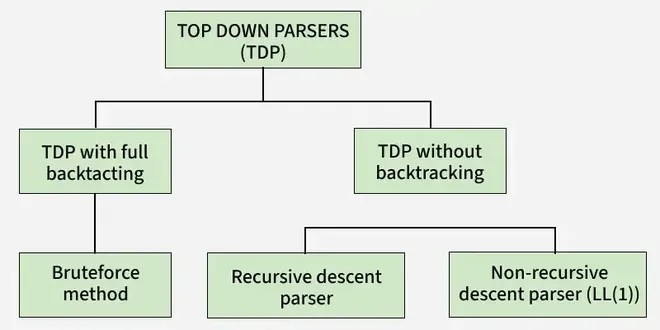 TOP DOWN PARSERS
(TDP)
TDP with full
backtacting
TDP without
backtracking
Bruteforce
method
Recursive descent
parser
Non-recursive
descent parser (LL(1))